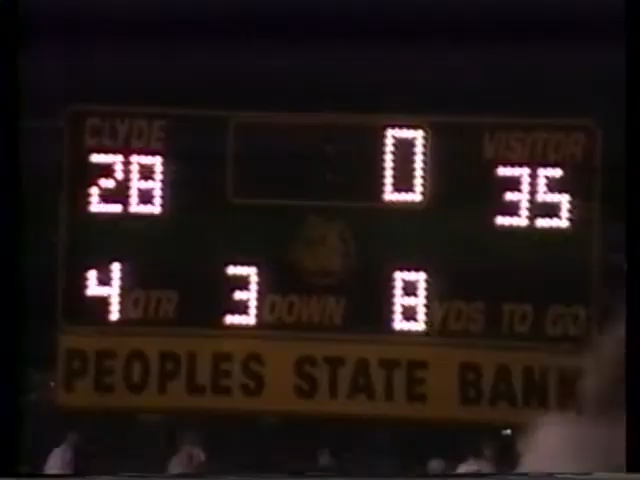 CLYDE 0 VISITOR
28 35
4 QTR 3 DOWN 8 YDS TO GO
PEOPLES STATE BANK